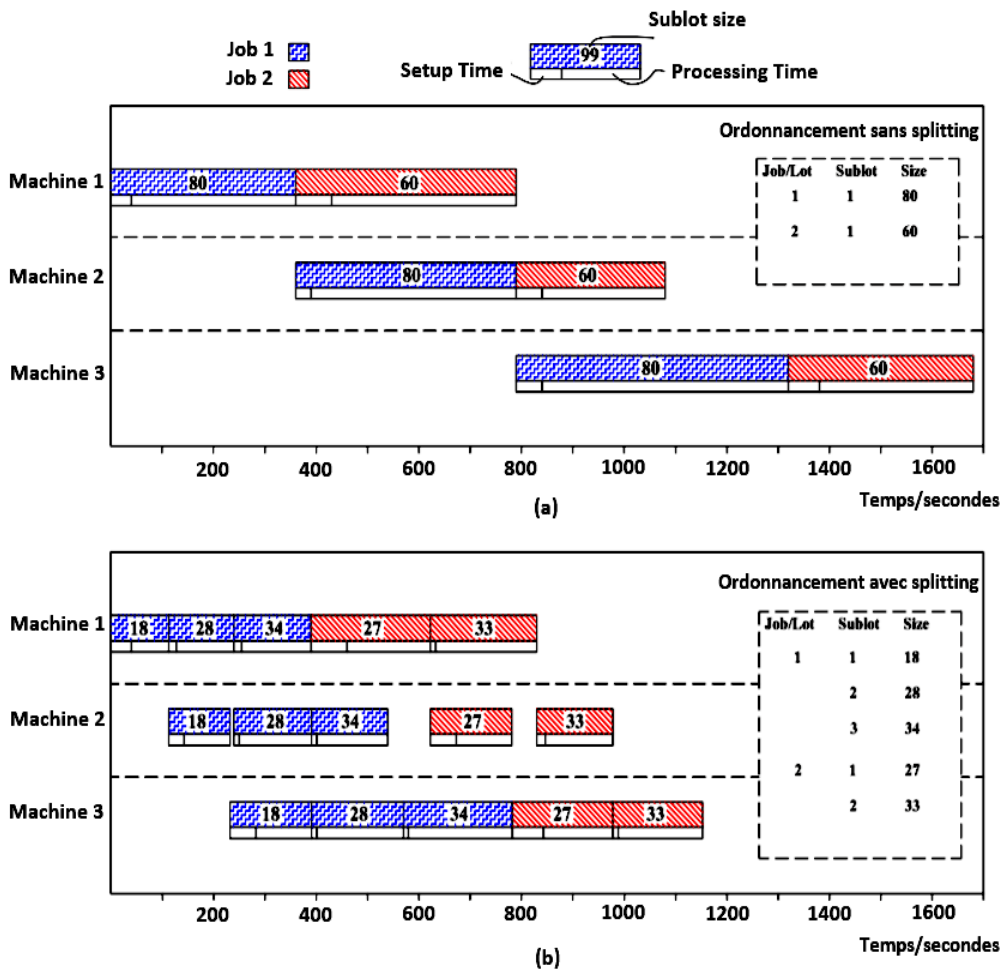 Sublot size
Job 1
99
Job 2
Setup Time
Processing Time
Ordonnancement sans splitting
Machine 1
80
60
Job/Lot Sublot Size
1 1 80
2 1 60
Machine 2
80
60
Machine 3
80
60
200 400 600 800 1000 1200 1400 1600
(a)
Temps/secondes
Ordonnancement avec splitting
Machine 1
18 28 34 27 33
Job/Lot Sublot Size
1 1 18
2 28
3 34
2 1 27
2 33
Machine 2
18 28 34 27 33
Machine 3
18 28 34 27 33
200 400 600 800 1000 1200 1400 1600
Temps/secondes
(b)